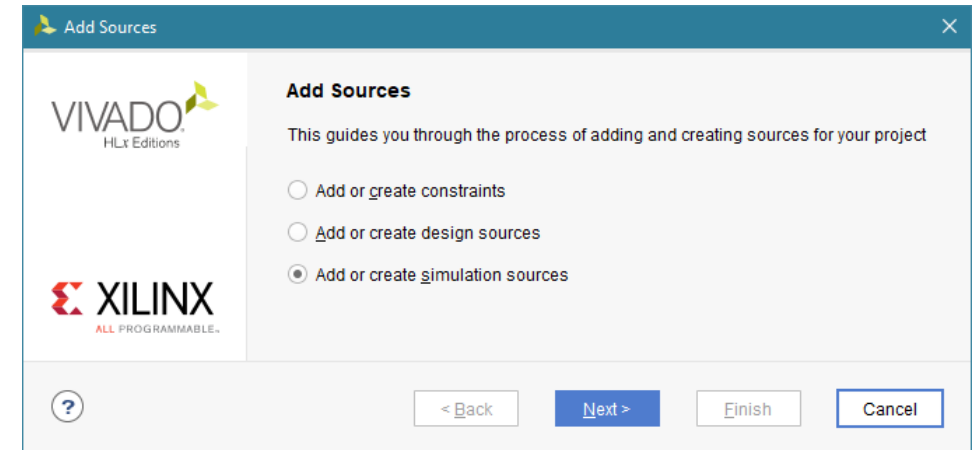 Add Sources
VIVADO.
HLx Editions
Add Sources
This guides you through the process of adding and creating sources for your project
Add or create constraints
Add or create design sources
Add or create simulation sources
XILINX
ALL PROGRAMMABLE™
?
< Back
Next >
Finish
Cancel